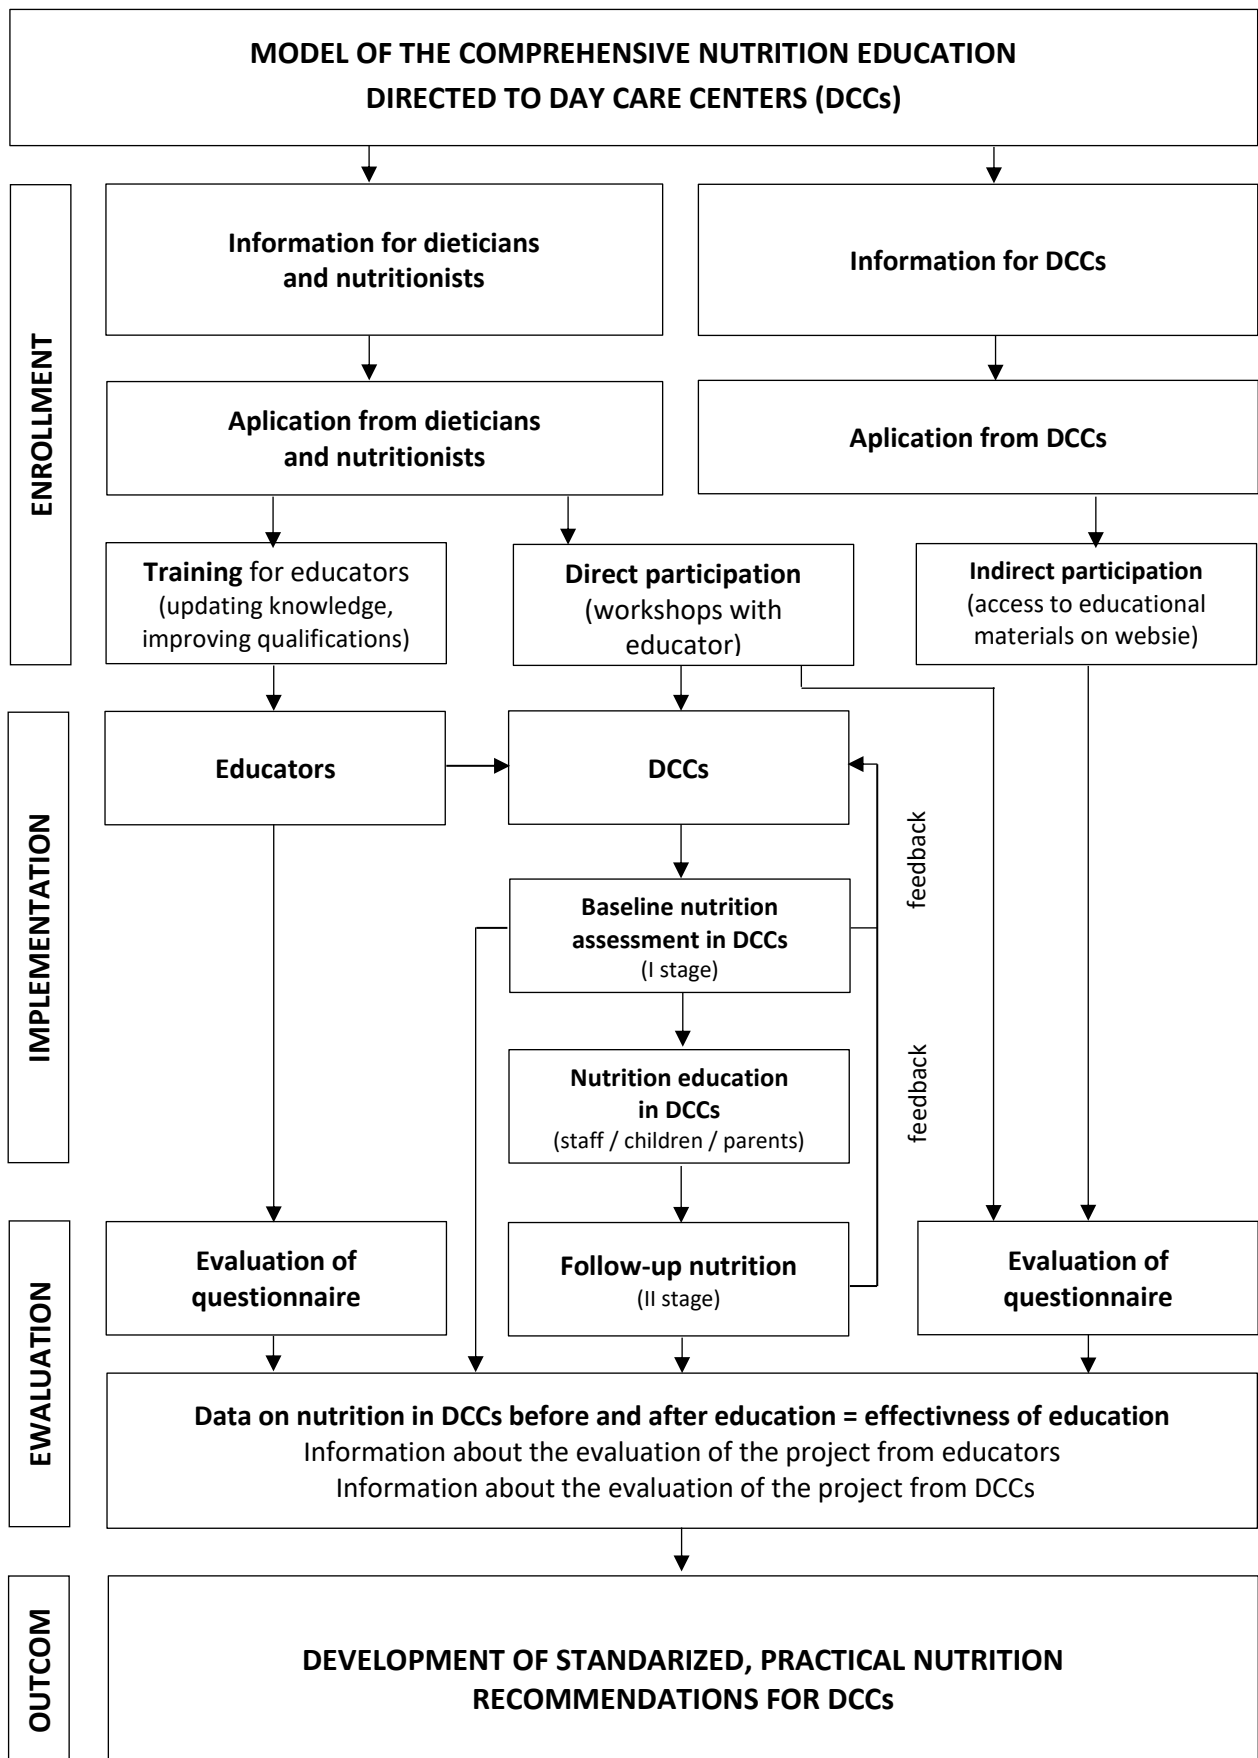 MODEL OF THE COMPREHENSIVE NUTRITION EDUCATION
DIRECTED TO DAY CARE CENTERS (DCCs)
ENROLLMENT
Information for dieticians
and nutritionists
Information for DCCs
Aplication from dieticians
and nutritionists
Aplication from DCCs
Training for educators
(updating knowledge,
improving qualifications)
Direct participation
(workshops with
educator)
Indirect participation
(access to educational
materials on websie)
IMPLEMENTATION
Educators
DCCs
feedback
Baseline nutrition
assessment in DCCs
(I stage)
feedback
Nutrition education
in DCCs
(staff / children / parents)
EWALUATION
Evaluation of
questionnaire
Follow-up nutrition
(II stage)
Evaluation of
questionnaire
Data on nutrition in DCCs before and after education = effectivness of education
Information about the evaluation of the project from educators
Information about the evaluation of the project from DCCs
OUTCOM
DEVELOPMENT OF STANDARIZED, PRACTICAL NUTRITION
RECOMMENDATIONS FOR DCCs